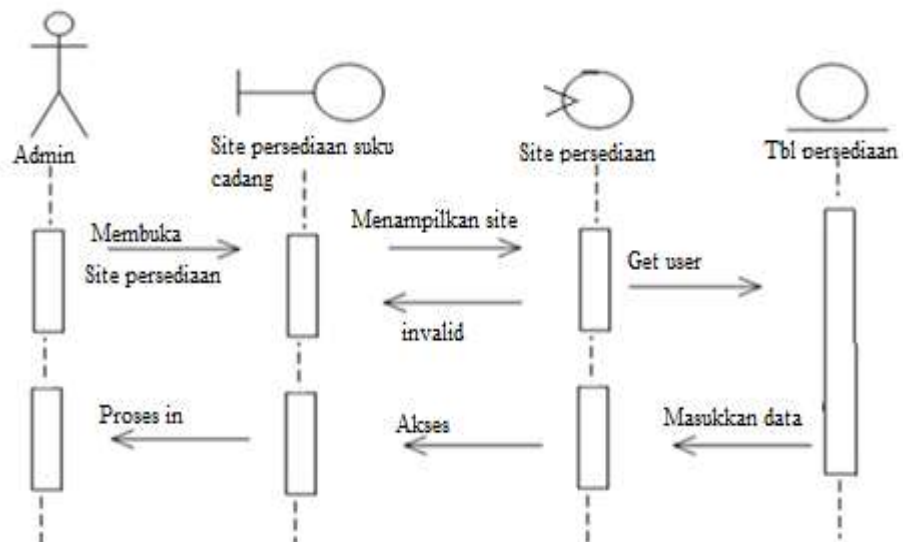 Admin
Site persediaan suku
cadang
Site persediaan
Tbl persediaan
Membuka
Site persediaan
Menampilkan site
Get user
invalid
Proses in
Akses
Masukkan data